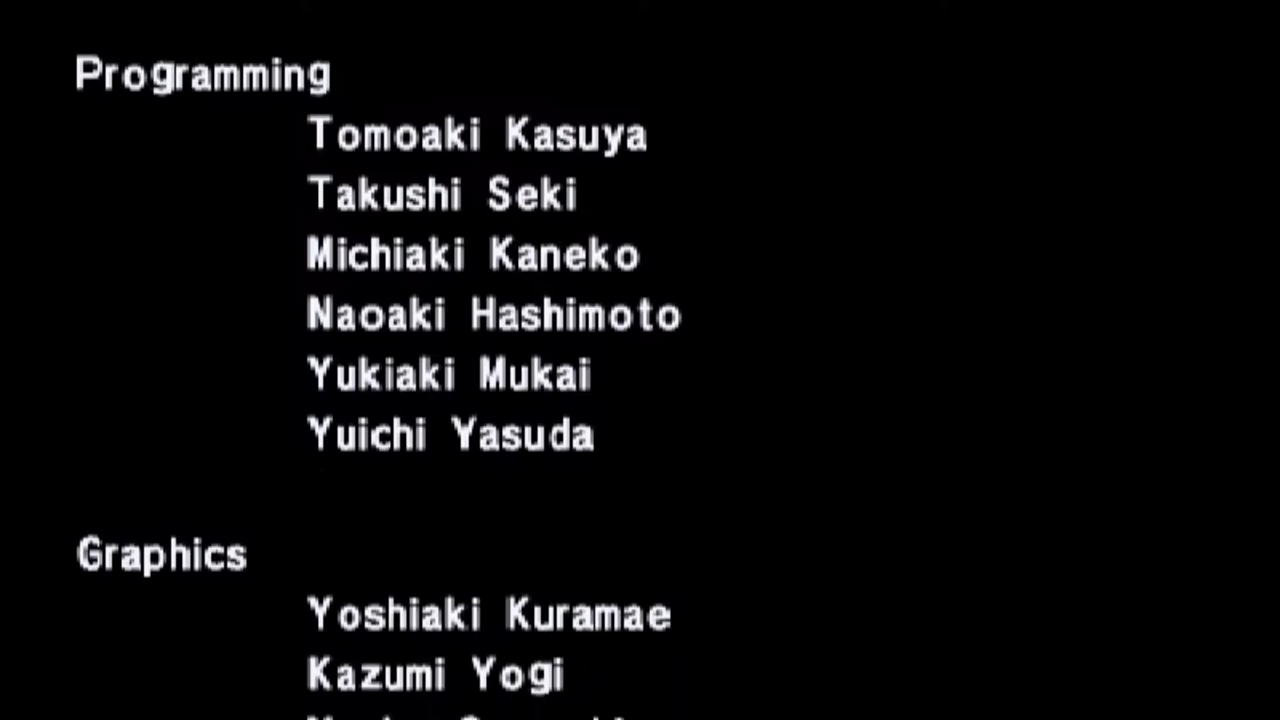 Programming
Tomoaki Kasuya
Takushi Seki
Michiaki Kaneko
Naoaki Hashimoto
Yukiaki Mukai
Yuichi Yasuda
Graphics
Yoshiaki Kuramae
Kazumi Yogi